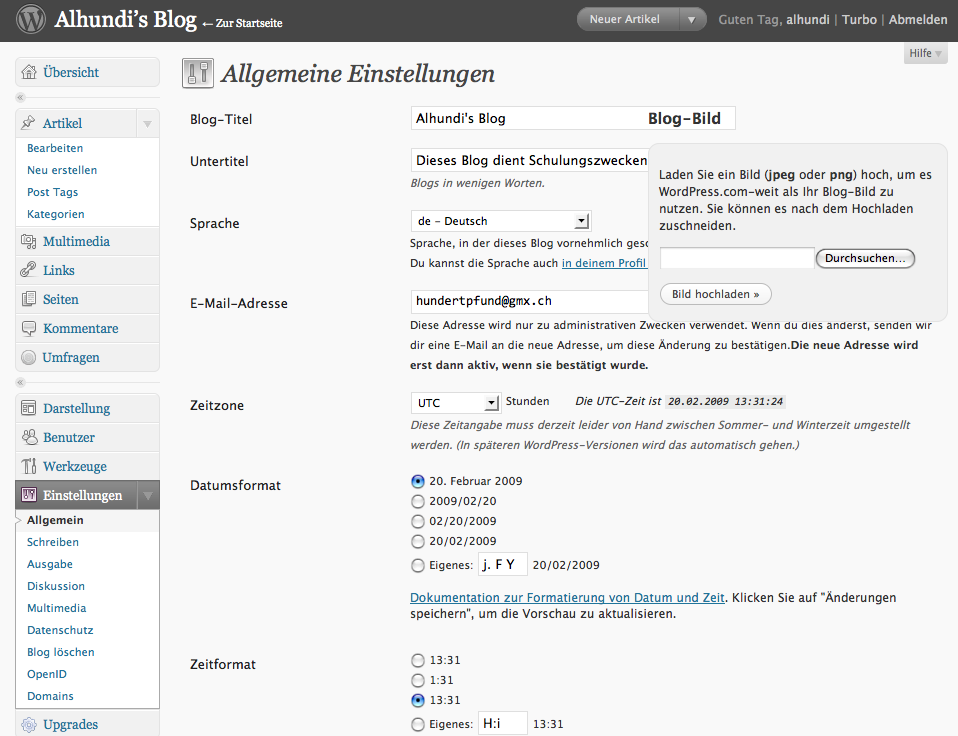 Alhundi's Blog ← Zur Startseite
Neuer Artikel
Guten Tag, alhundi | Turbo | Abmelden
Hilfe
Übersicht
Artikel
Bearbeiten
Neu erstellen
Post Tags
Kategorien
Multimedia
Links
Seiten
Kommentare
Umfragen
Darstellung
Benutzer
Werkzeuge
Einstellungen
Allgemein
Schreiben
Ausgabe
Diskussion
Multimedia
Datenschutz
Blog löschen
OpenID
Domains
Upgrades
Allgemeine Einstellungen
Blog-Titel
Alhundi's Blog
Untertitel
Dieses Blog dient Schulungszwecken
Blogs in wenigen Worten.
Sprache
de - Deutsch
Sprache, in der dieses Blog vornehmlich gesc
Du kannst die Sprache auch in deinem Profil
E-Mail-Adresse
hundertpfund@gmx.ch
Diese Adresse wird nur zu administrativen Zwecken verwendet. Wenn du dies änderst, senden wir
dir eine E-Mail an die neue Adresse, um diese Änderung zu bestätigen.Die neue Adresse wird
erst dann aktiv, wenn sie bestätigt wurde.
Blog-Bild
Laden Sie ein Bild (jpeg oder png) hoch, um es
WordPress.com-weit als Ihr Blog-Bild zu
nutzen. Sie können es nach dem Hochladen
zuschneiden.
Durchsuchen...
Bild hochladen »
Zeitzone
UTC Stunden Die UTC-Zeit ist 20.02.2009 13:31:24
Diese Zeitangabe muss derzeit leider von Hand zwischen Sommer- und Winterzeit umgestellt
werden. (In späteren WordPress-Versionen wird das automatisch gehen.)
Datumsformat
20. Februar 2009
2009/02/20
02/20/2009
20/02/2009
Eigenes: j. F Y 20/02/2009
Dokumentation zur Formatierung von Datum und Zeit. Klicken Sie auf "Änderungen
speichern", um die Vorschau zu aktualisieren.
Zeitformat
13:31
1:31
13:31
Eigenes: H:i 13:31